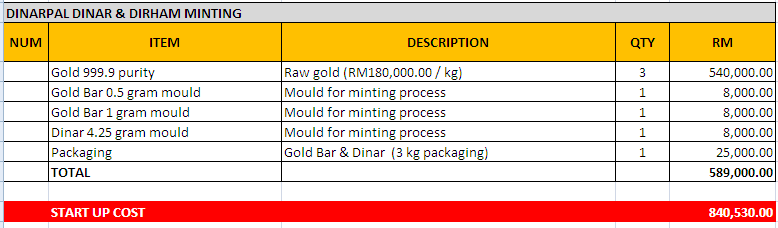 DINARPAL DINAR & DIRHAM MINTING
NUM ITEM DESCRIPTION QTY RM
Gold 999.9 purity Raw gold (RM180,000.00 / kg) 3 540,000.00
Gold Bar 0.5 gram mould Mould for minting process 1 8,000.00
Gold Bar 1 gram mould Mould for minting process 1 8,000.00
Dinar 4.25 gram mould Mould for minting process 1 8,000.00
Packaging Gold Bar & Dinar (3 kg packaging) 1 25,000.00
TOTAL 589,000.00
START UP COST 840,530.00